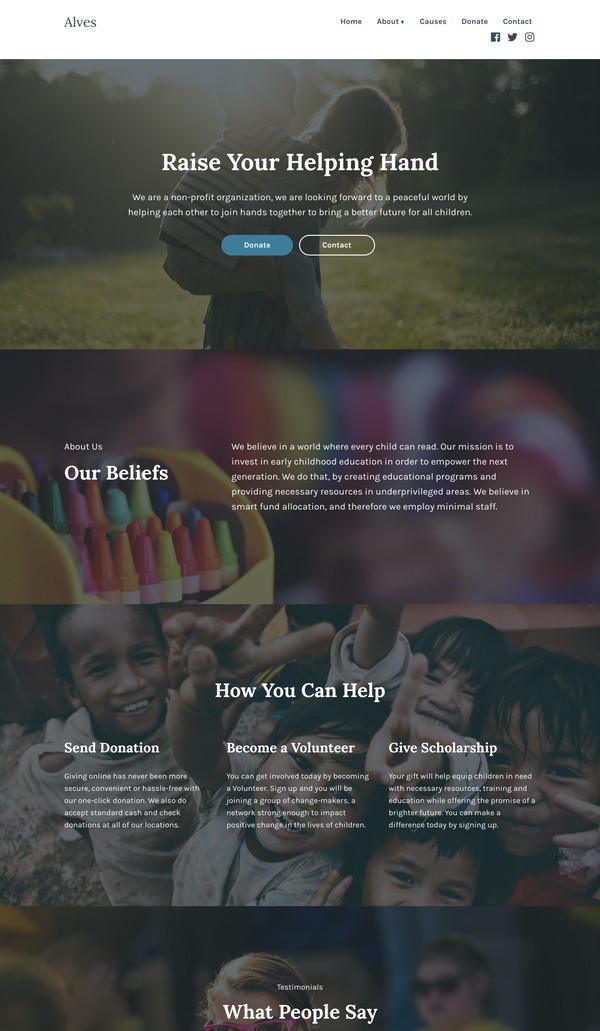 Alves
Home About ▾ Causes Donate Contact
Raise Your Helping Hand
We are a non-profit organization, we are looking forward to a peaceful world by
helping each other to join hands together to bring a better future for all children.
Donate Contact
About Us
Our Beliefs
We believe in a world where every child can read. Our mission is to
invest in early childhood education in order to empower the next
generation. We do that, by creating educational programs and
providing necessary resources in underprivileged areas. We believe in
smart fund allocation, and therefore we employ minimal staff.
How You Can Help
Send Donation
Giving online has never been more
secure, convenient or hassle-free with
our one-click donation. We also do
accept standard cash and check
donations at all of our locations.
Become a Volunteer
You can get involved today by becoming
a Volunteer. Sign up and you will be
joining a group of change-makers, a
network strong enough to impact
positive change in the lives of children.
Give Scholarship
Your gift will help equip children in need
with necessary resources, training and
education while offering the promise of a
brighter future. You can make a
difference today by signing up.
Testimonials
What People Say